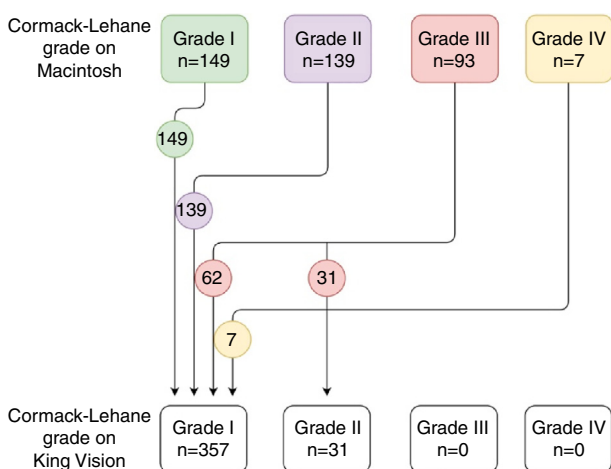 Cormack-Lehane
grade on
Macintosh
Grade I
n=149
Grade II
n=139
Grade III
n=93
Grade IV
n=7
149
139
62
31
7
Cormack-Lehane
grade on
King Vision
Grade I
n=357
Grade II
n=31
Grade III
n=0
Grade IV
n=0